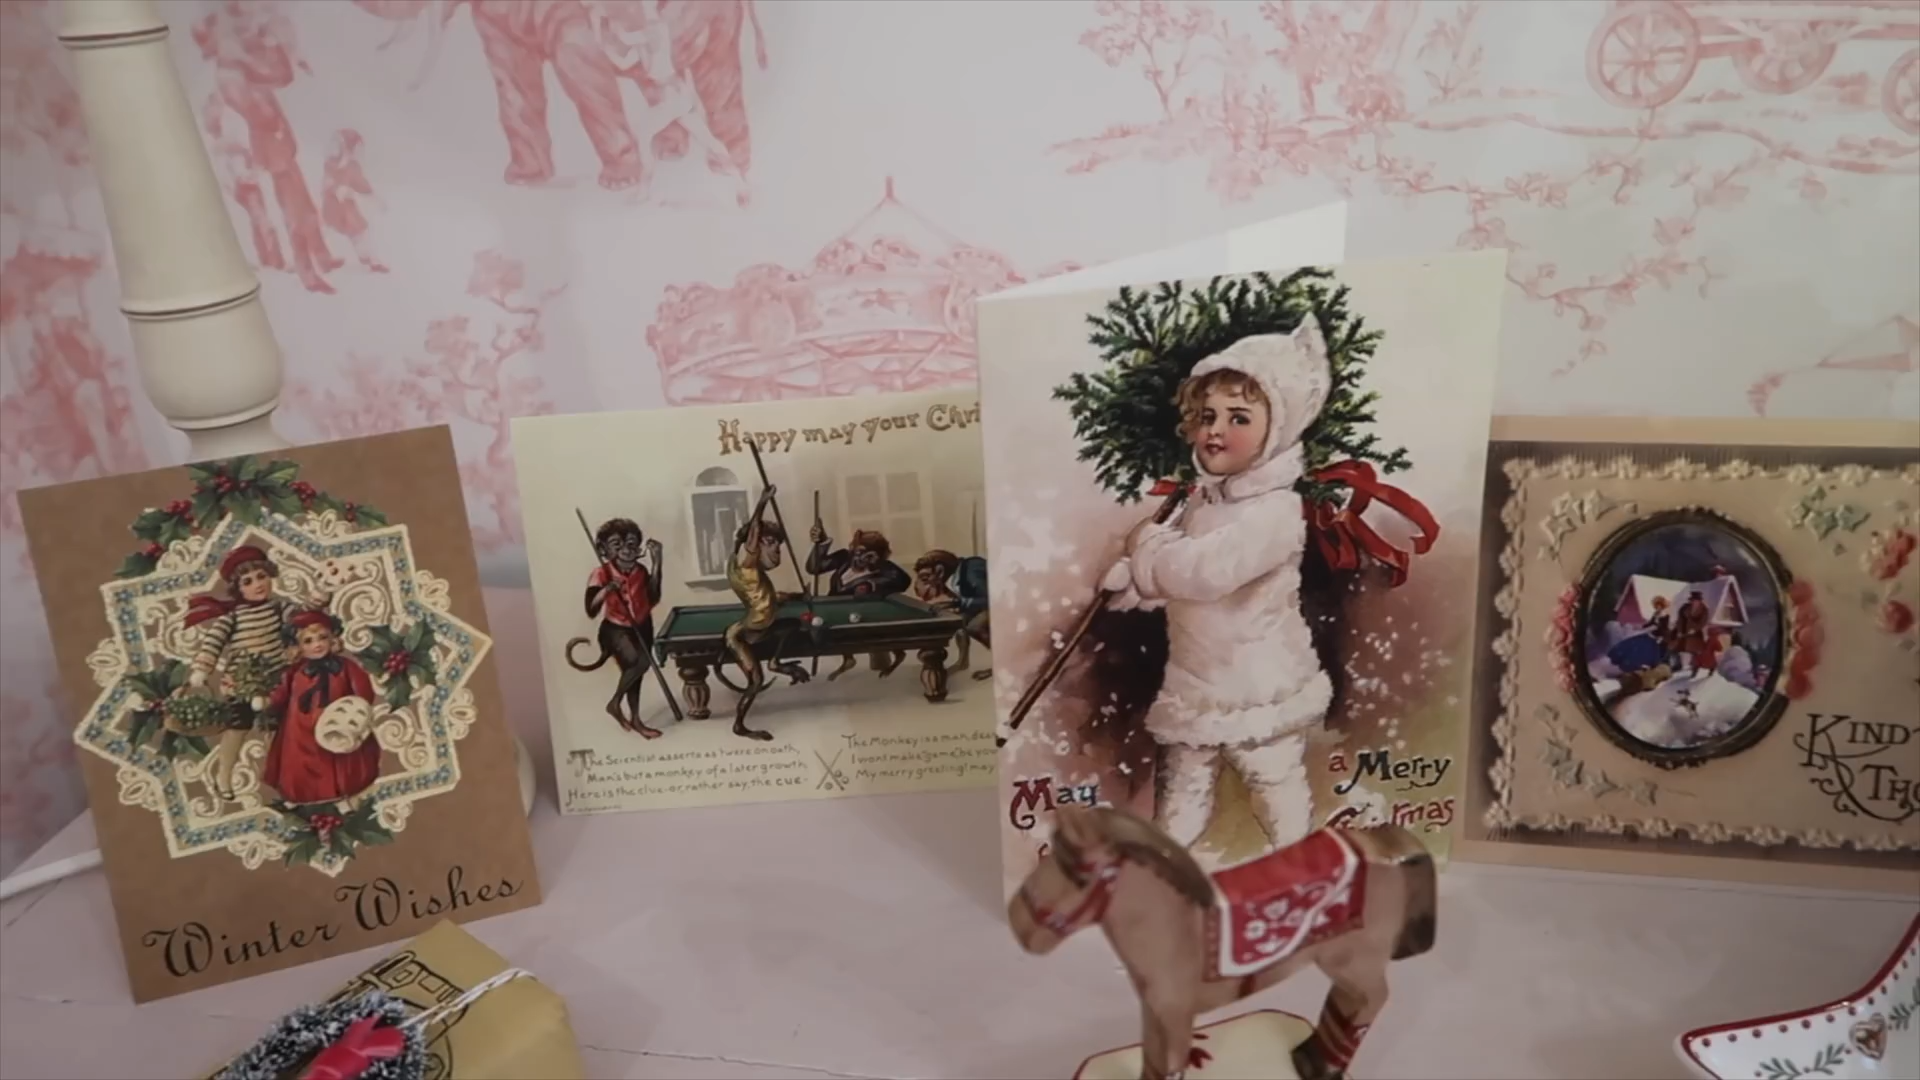 Winter Wishes
Happy may your Chri
The Scientist asserts as twere on oath,
Man's but a monkey of a later growth,
Here is the clue-or, rather say, the cue-
The Monkey is a man, dear
I wont make "game", be you
My merry greeting! may
May
a Merry
Christmas
KIND
THO